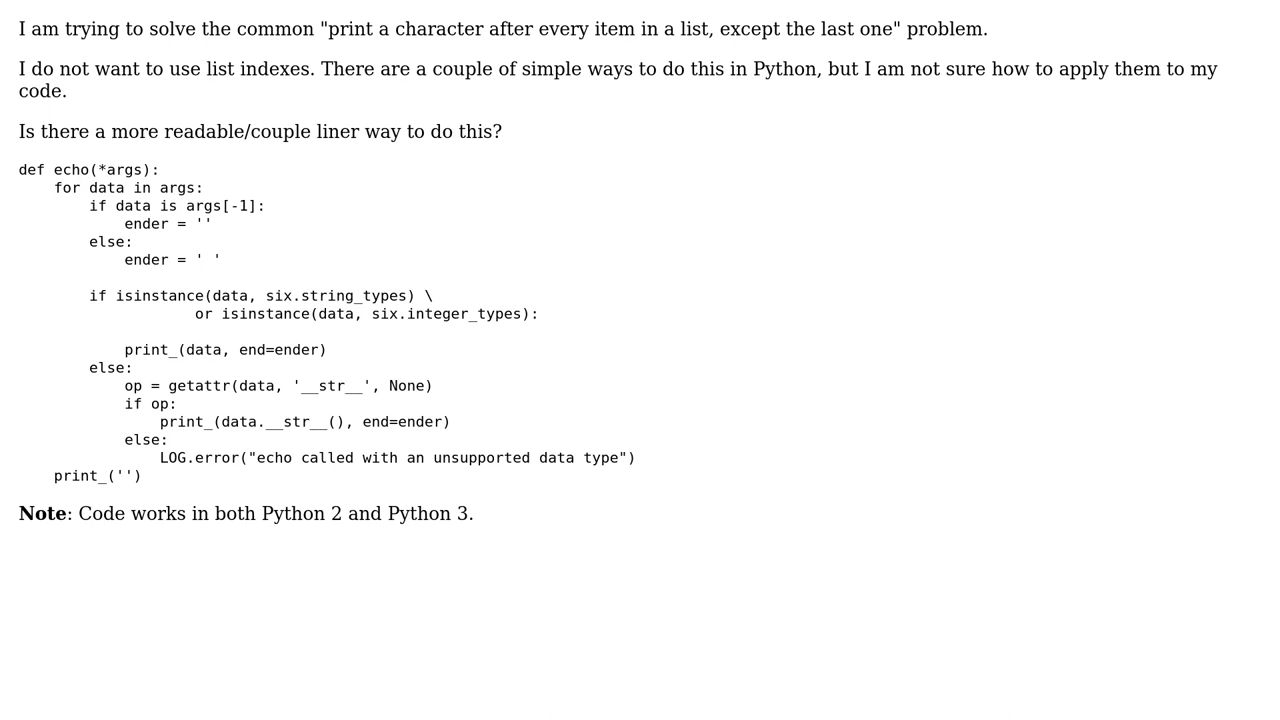 I am trying to solve the common "print a character after every item in a list, except the last one" problem.
I do not want to use list indexes. There are a couple of simple ways to do this in Python, but I am not sure how to apply them to my
code.
Is there a more readable/couple liner way to do this?
def echo(*args):
    for data in args:
        if data is args[-1]:
            ender = ''
        else:
            ender = ' '

        if isinstance(data, six.string_types) \
                    or isinstance(data, six.integer_types):

            print_(data, end=ender)
        else:
            op = getattr(data, '__str__', None)
            if op:
                print_(data.__str__(), end=ender)
            else:
                LOG.error("echo called with an unsupported data type")
    print_('')
Note: Code works in both Python 2 and Python 3.